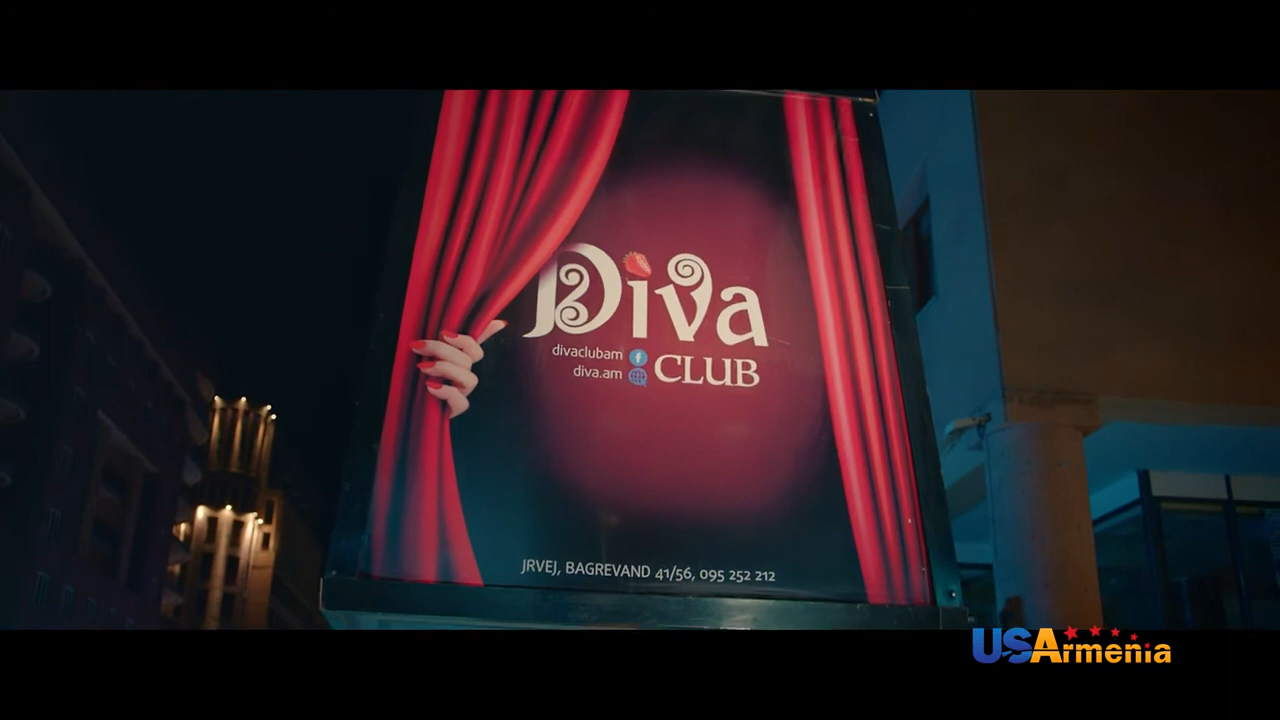 Diva
divaclubam
diva.am
CLUB
JRVEJ, BAGREVAND 41/56, 095 252 212
USArmenia